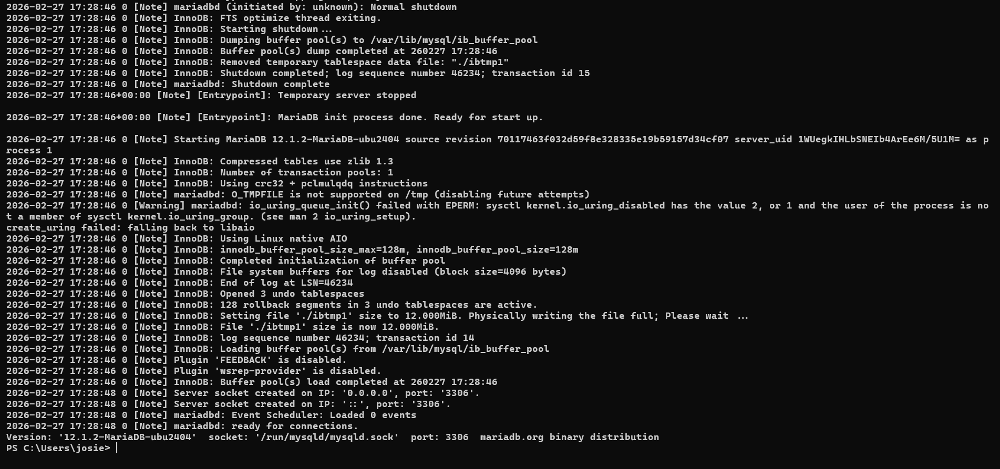 2026-02-27 17:28:46 0 [Note] mariadbd (initiated by: unknown): Normal shutdown
2026-02-27 17:28:46 0 [Note] InnoDB: FTS optimize thread exiting.
2026-02-27 17:28:46 0 [Note] InnoDB: Starting shutdown...
2026-02-27 17:28:46 0 [Note] InnoDB: Dumping buffer pool(s) to /var/lib/mysql/ib_buffer_pool
2026-02-27 17:28:46 0 [Note] InnoDB: Buffer pool(s) dump completed at 260227 17:28:46
2026-02-27 17:28:46 0 [Note] InnoDB: Removed temporary tablespace data file: "./ibtmp1"
2026-02-27 17:28:46 0 [Note] InnoDB: Shutdown completed; log sequence number 46234; transaction id 15
2026-02-27 17:28:46 0 [Note] mariadbd: Shutdown complete
2026-02-27 17:28:46+00:00 [Note] [Entrypoint]: Temporary server stopped
2026-02-27 17:28:46+00:00 [Note] [Entrypoint]: MariaDB init process done. Ready for start up.
2026-02-27 17:28:46 0 [Note] Starting MariaDB 12.1.2-MariaDB-ubu2404 source revision 70117463f032d59f8e328335e19b59157d34cf07 server_uid 1WUegkIHLbSNEIb4ArEe6M/5U1M= as p
rocess 1
2026-02-27 17:28:46 0 [Note] InnoDB: Compressed tables use zlib 1.3
2026-02-27 17:28:46 0 [Note] InnoDB: Number of transaction pools: 1
2026-02-27 17:28:46 0 [Note] InnoDB: Using crc32 + pclmulqdq instructions
2026-02-27 17:28:46 0 [Note] mariadbd: O_TMPFILE is not supported on /tmp (disabling future attempts)
2026-02-27 17:28:46 0 [Warning] mariadbd: io_uring_queue_init() failed with EPERM: sysctl kernel.io_uring_disabled has the value 2, or 1 and the user of the process is no
t a member of sysctl kernel.io_uring_group. (see man 2 io_uring_setup).
create_uring failed: falling back to libaio
2026-02-27 17:28:46 0 [Note] InnoDB: Using Linux native AIO
2026-02-27 17:28:46 0 [Note] InnoDB: innodb_buffer_pool_size_max=128m, innodb_buffer_pool_size=128m
2026-02-27 17:28:46 0 [Note] InnoDB: Completed initialization of buffer pool
2026-02-27 17:28:46 0 [Note] InnoDB: File system buffers for log disabled (block size=4096 bytes)
2026-02-27 17:28:46 0 [Note] InnoDB: End of log at LSN=46234
2026-02-27 17:28:46 0 [Note] InnoDB: Opened 3 undo tablespaces
2026-02-27 17:28:46 0 [Note] InnoDB: 128 rollback segments in 3 undo tablespaces are active.
2026-02-27 17:28:46 0 [Note] InnoDB: Setting file './ibtmp1' size to 12.000MiB. Physically writing the file full; Please wait ...
2026-02-27 17:28:46 0 [Note] InnoDB: File './ibtmp1' size is now 12.000MiB.
2026-02-27 17:28:46 0 [Note] InnoDB: log sequence number 46234; transaction id 14
2026-02-27 17:28:46 0 [Note] InnoDB: Loading buffer pool(s) from /var/lib/mysql/ib_buffer_pool
2026-02-27 17:28:46 0 [Note] Plugin 'FEEDBACK' is disabled.
2026-02-27 17:28:46 0 [Note] Plugin 'wsrep-provider' is disabled.
2026-02-27 17:28:46 0 [Note] InnoDB: Buffer pool(s) load completed at 260227 17:28:46
2026-02-27 17:28:48 0 [Note] Server socket created on IP: '0.0.0.0', port: '3306'.
2026-02-27 17:28:48 0 [Note] Server socket created on IP: '::', port: '3306'.
2026-02-27 17:28:48 0 [Note] mariadbd: Event Scheduler: Loaded 0 events
2026-02-27 17:28:48 0 [Note] mariadbd: ready for connections.
Version: '12.1.2-MariaDB-ubu2404'  socket: '/run/mysqld/mysqld.sock'  port: 3306  mariadb.org binary distribution
PS C:\Users\josie>